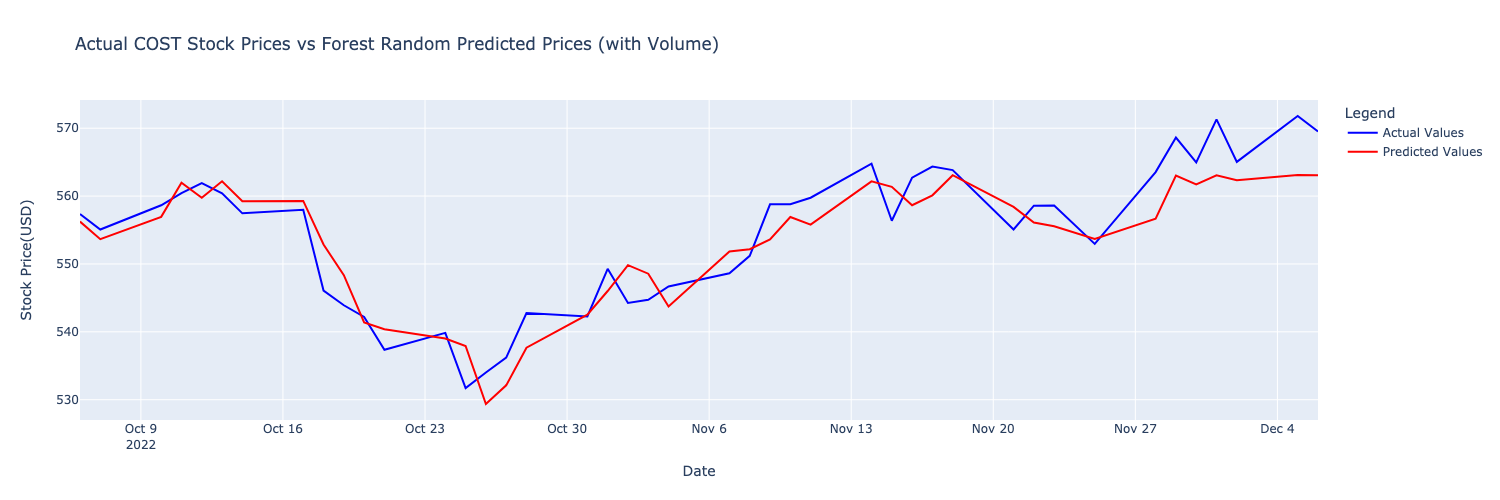 Actual COST Stock Prices vs Forest Random Predicted Prices (with Volume)
Legend
Actual Values
Predicted Values
Stock Price(USD)
570
560
550
540
530
Oct 9
2022
Oct 16
Oct 23
Oct 30
Nov 6
Nov 13
Nov 20
Nov 27
Dec 4
Date